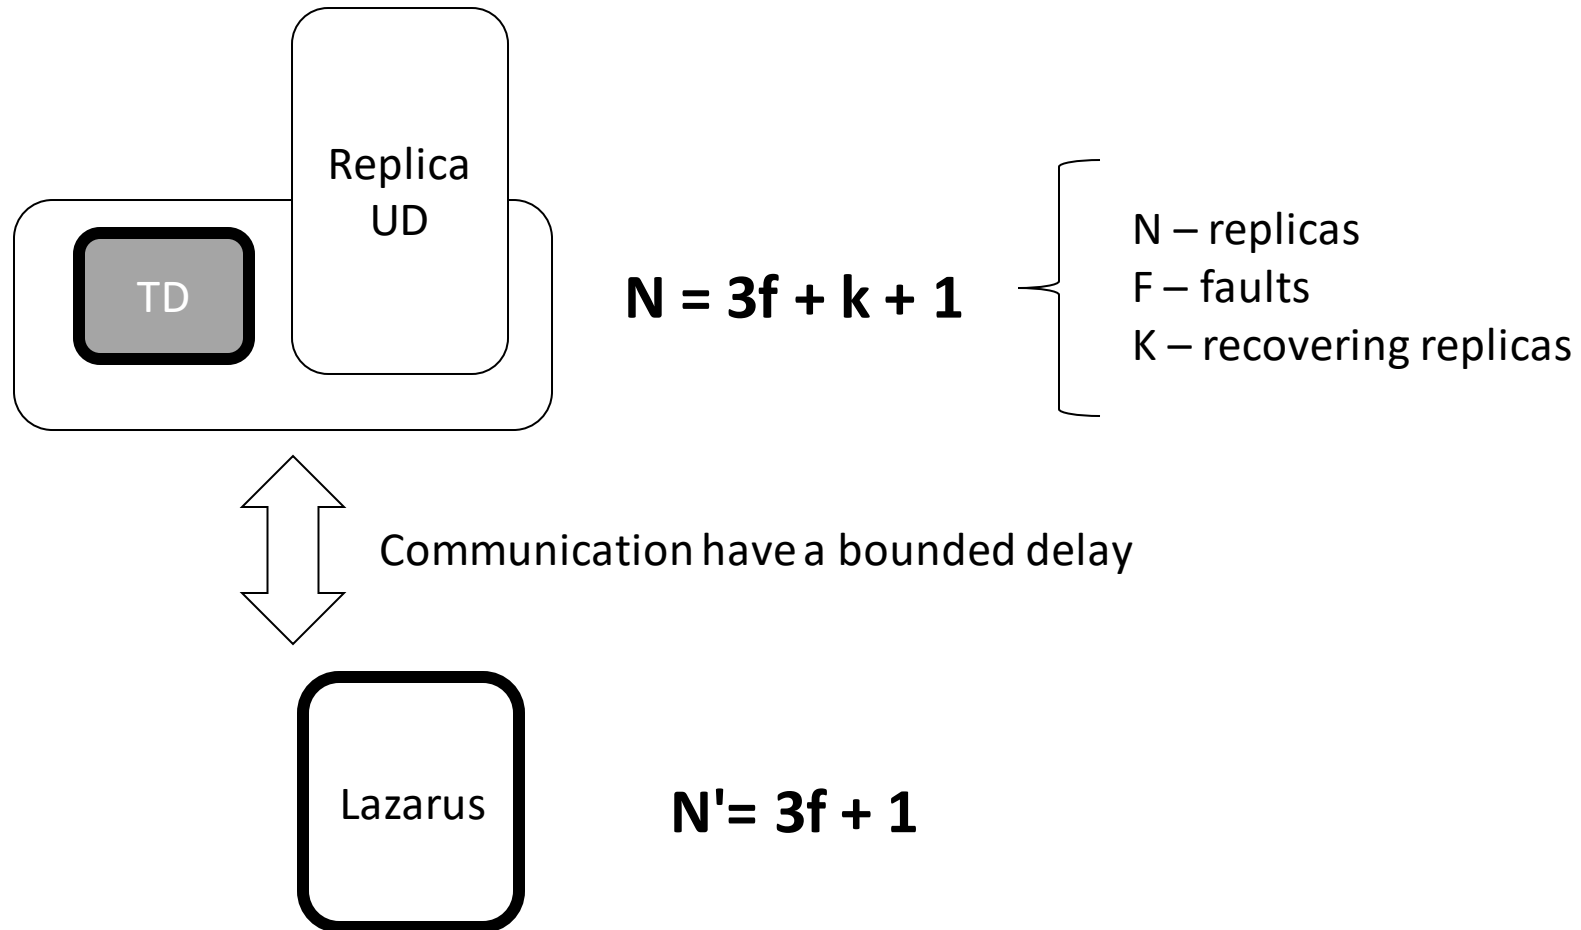 Replica
UD
TD
N = 3f + k + 1
N – replicas
F – faults
K – recovering replicas
Communication have a bounded delay
Lazarus
N'= 3f + 1